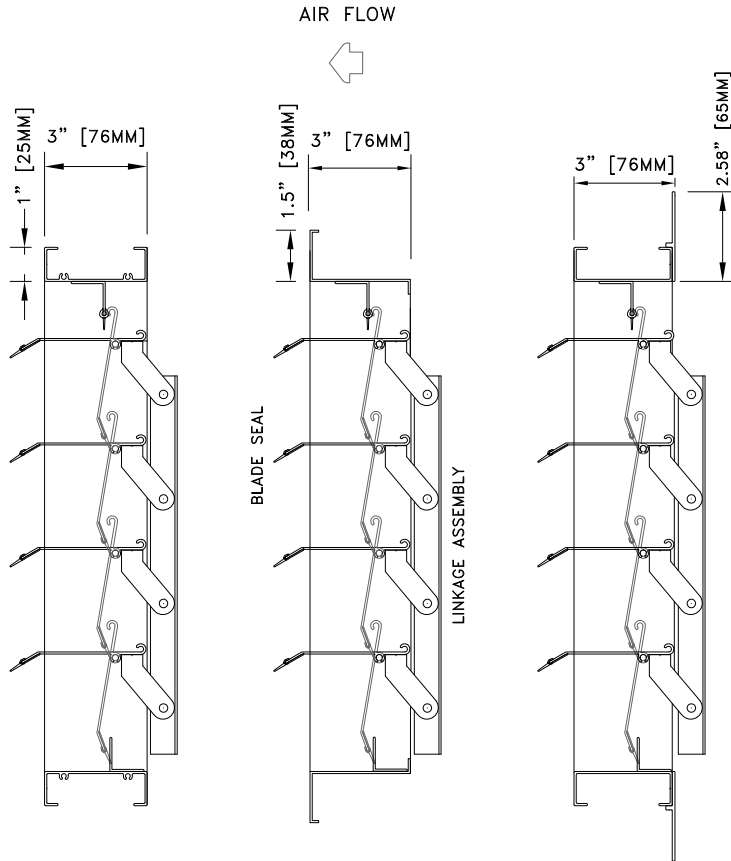 AIR FLOW
1” [25MM]
3” [76MM]
1.5” [38MM]
3” [76MM]
3” [76MM]
2.58” [65MM]
BLADE SEAL
LINKAGE ASSEMBLY